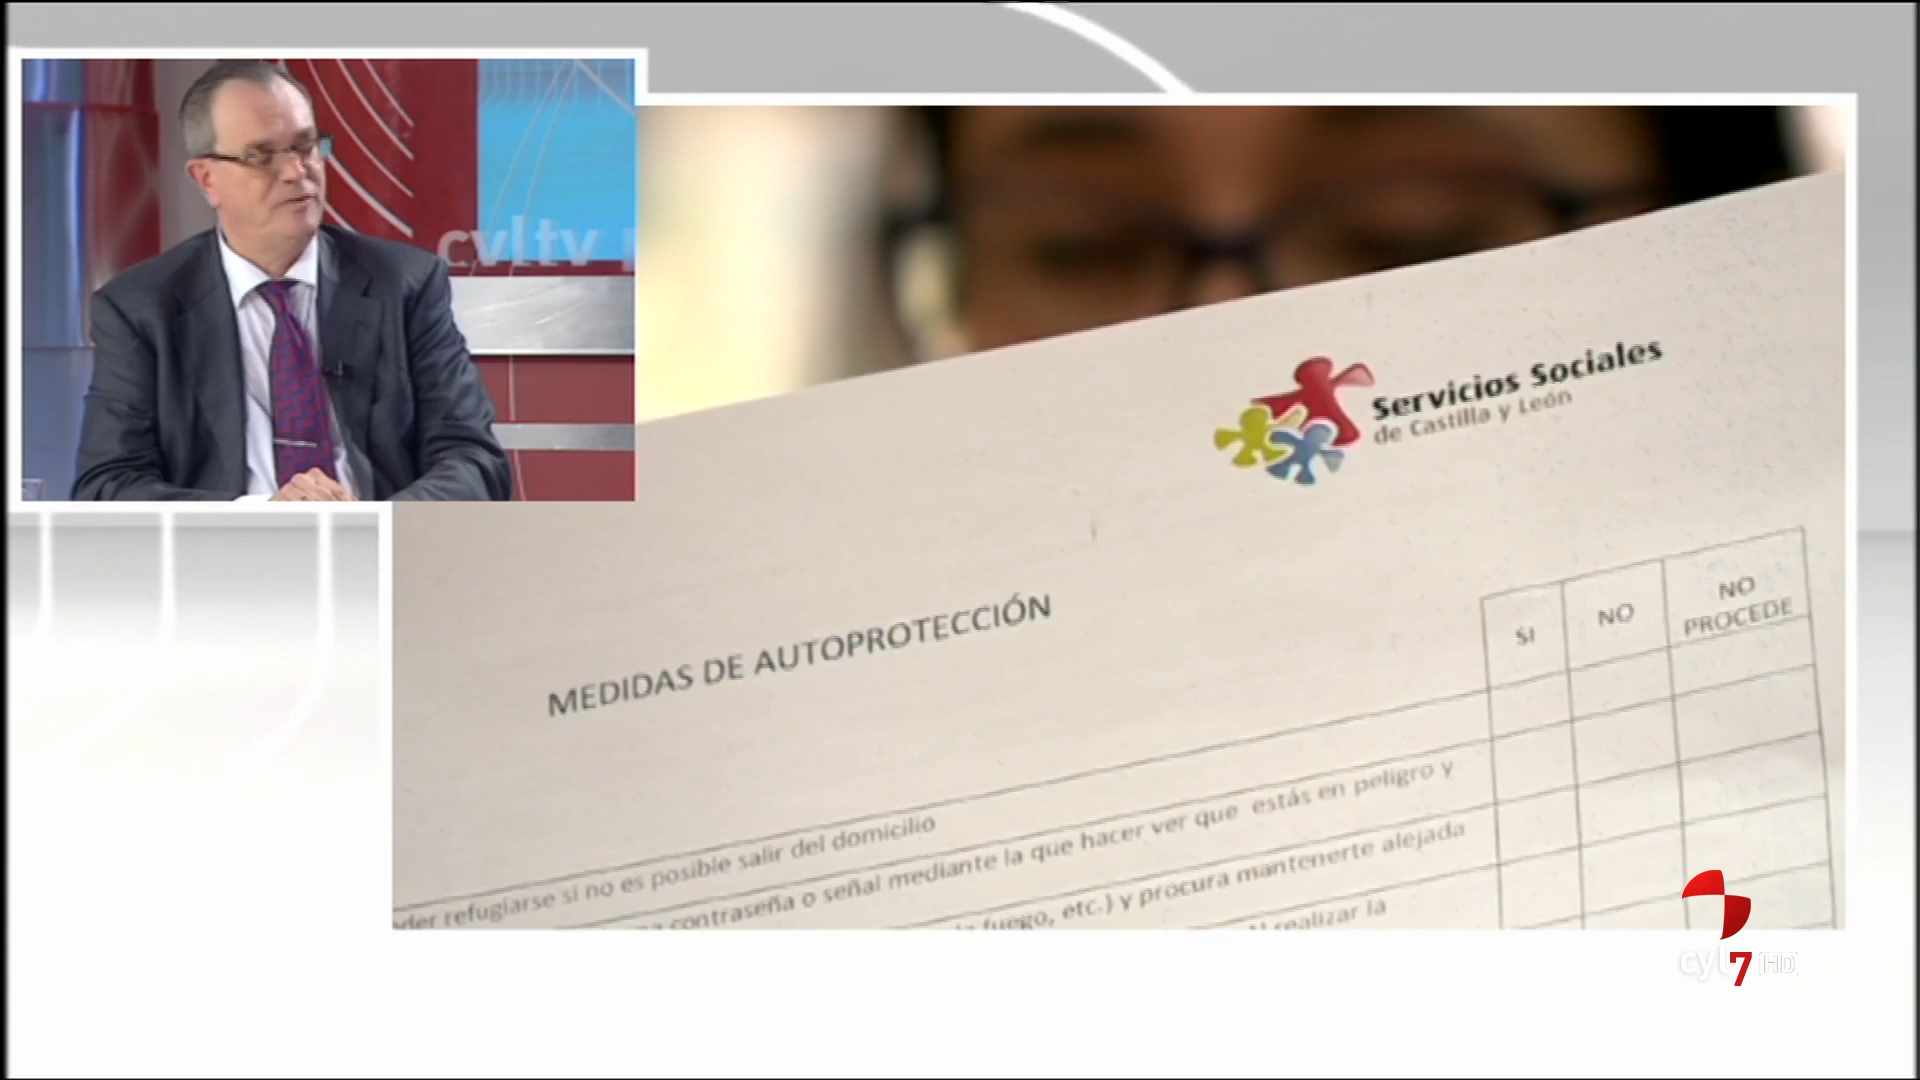 cyltv
Servicios Sociales
de Castilla y León
MEDIDAS DE AUTOPROTECCIÓN
SI
NO
NO
PROCEDE
refugiarse si no es posible salir del domicilio
contraseña o señal mediante la que hacer ver que estás en peligro y
fuego, etc.) y procura mantenerte alejada
realizar la
cyl7 [HD]